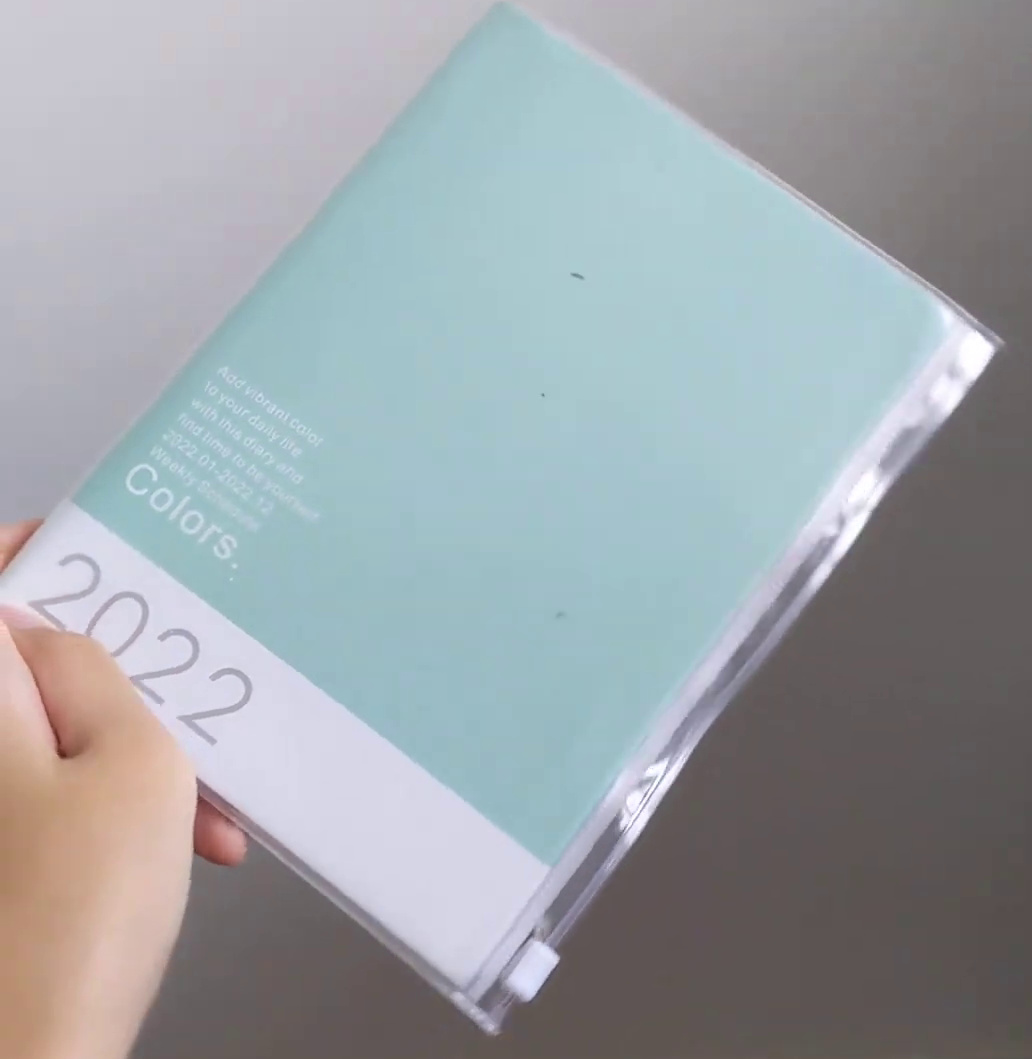 Add vibrant color
to your daily life
with this diary and
find time to be yourself
2022.01-2022.12
Weekly Schedule
Colors.
2022